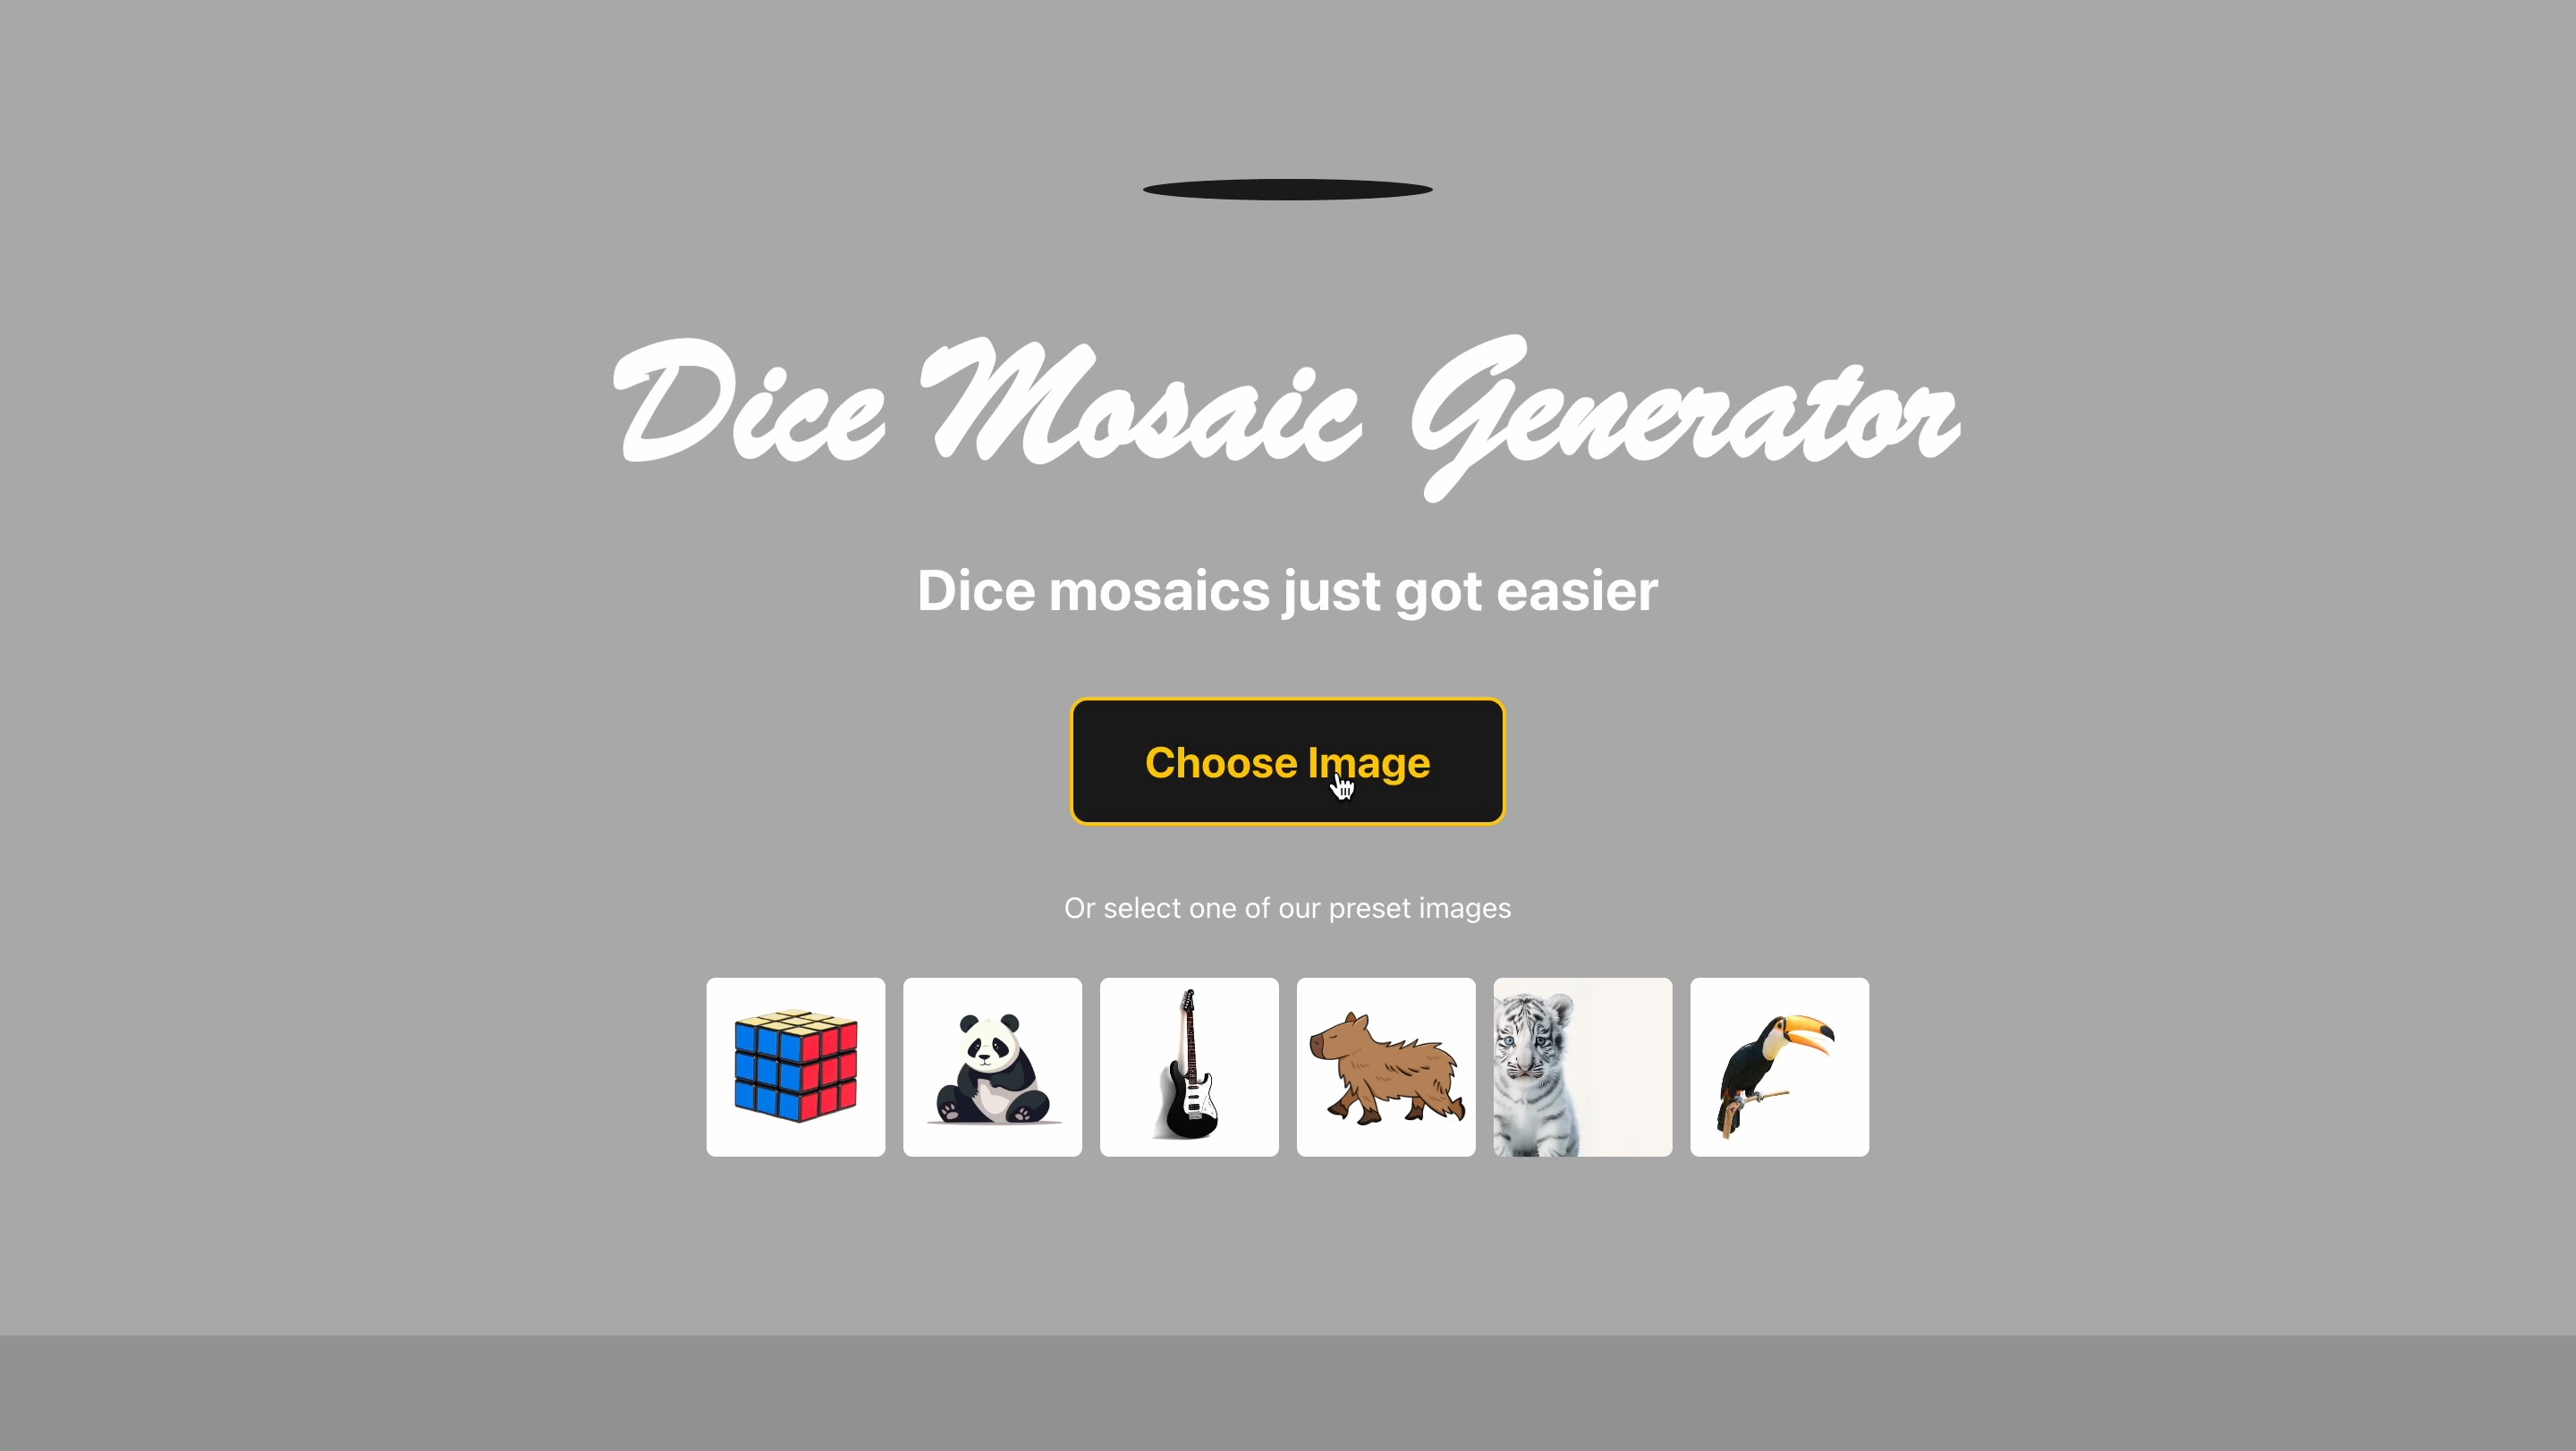 Dice Mosaic Generator
Dice mosaics just got easier
Choose Image
Or select one of our preset images